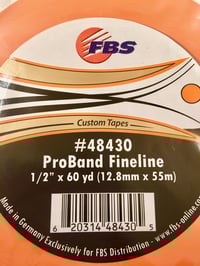 FBS
Custom Tapes
#48430
ProBand Fineline
1/2" x 60 yd (12.8mm x 55m)
6 20314 48430 5
Made in Germany Exclusively for FBS Distribution - www.fbs-online.